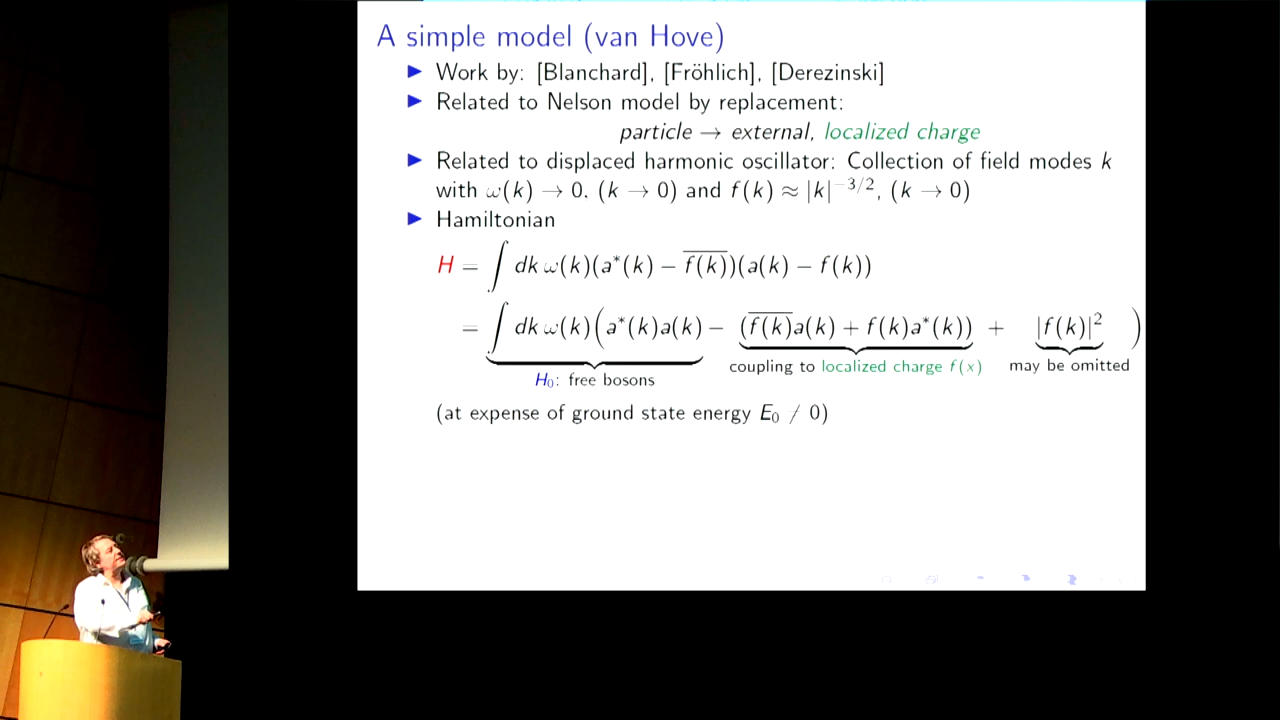 A simple model (van Hove)
▶ Work by: [Blanchard], [Fröhlich], [Derezinski]
▶ Related to Nelson model by replacement:
particle → external, localized charge
▶ Related to displaced harmonic oscillator: Collection of field modes k
with ω(k) → 0, (k → 0) and f(k) ≈ |k|^{-3/2}, (k → 0)
▶ Hamiltonian
H = ∫ dk ω(k)(a*(k) − \overline{f(k)})(a(k) − f(k))
= ∫ dk ω(k)(a*(k)a(k) − (\overline{f(k)}a(k) + f(k)a*(k)) + |f(k)|²)
H₀: free bosons
coupling to localized charge f(x)
may be omitted
(at expense of ground state energy E₀ / 0)